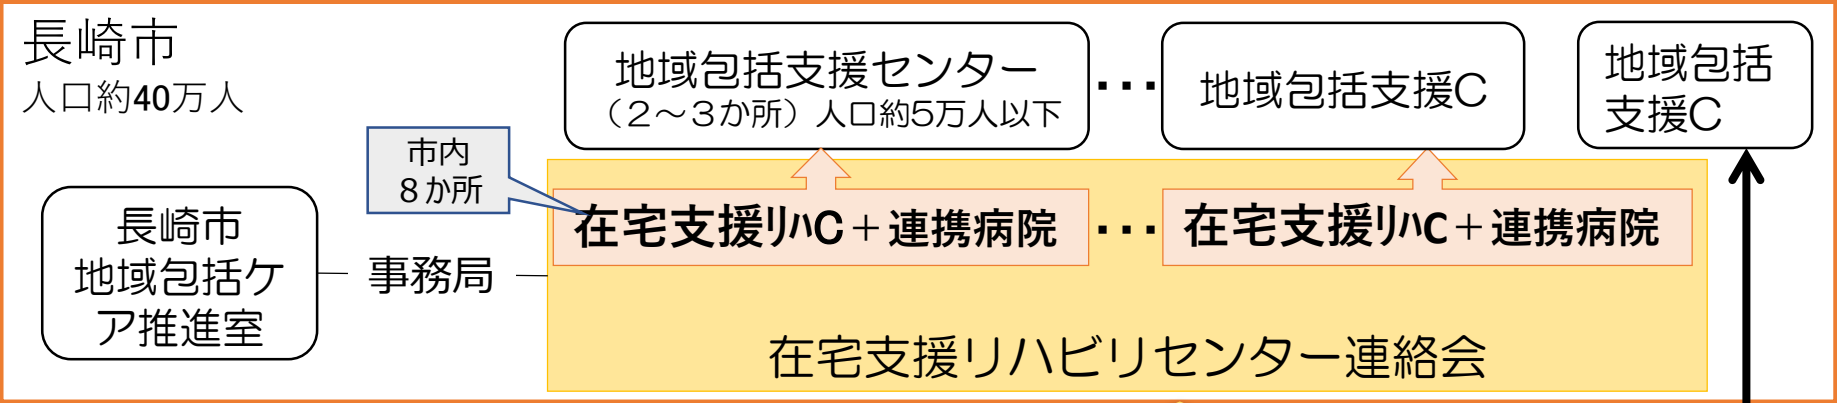 長崎市
人口約40万人
地域包括支援センター
（２～３か所）人口約5万人以下
・・・
地域包括支援C
地域包括
支援C
市内
８か所
在宅支援リハC＋連携病院
・・・
在宅支援リハC＋連携病院
長崎市
地域包括ケ
ア推進室
事務局
在宅支援リハビリセンター連絡会